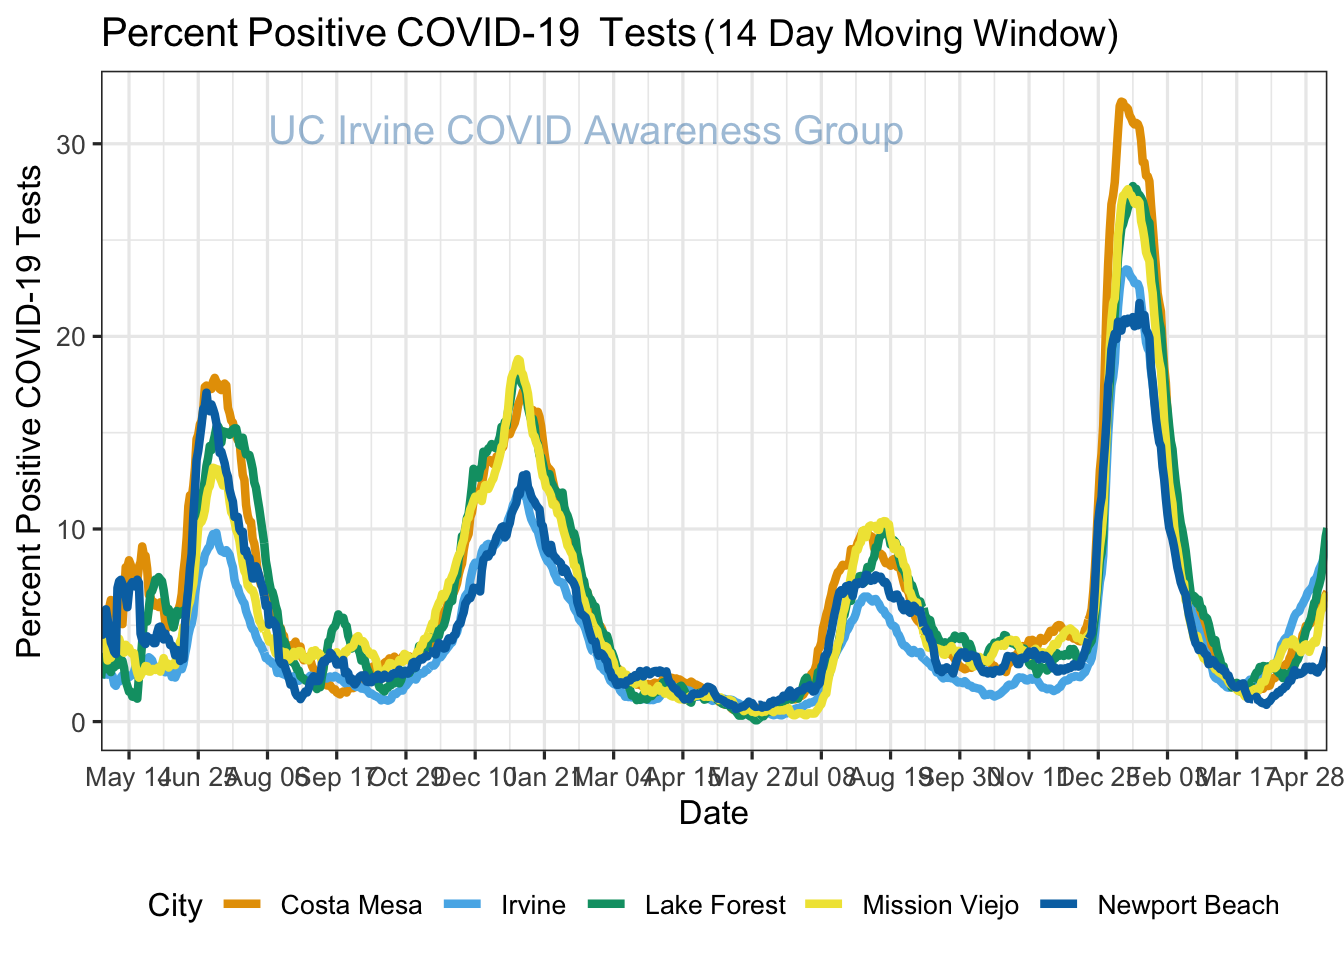 Percent Positive COVID-19 Tests (14 Day Moving Window)
UC Irvine COVID Awareness Group
Percent Positive COVID-19 Tests
30
20
10
0
May 14 Jun 25 Aug 06 Sep 17 Oct 29 Dec 10 Jan 21 Mar 04 Apr 15 May 27 Jul 08 Aug 19 Sep 30 Nov 11 Dec 23 Feb 03 Mar 17 Apr 28
Date
City Costa Mesa Irvine Lake Forest Mission Viejo Newport Beach